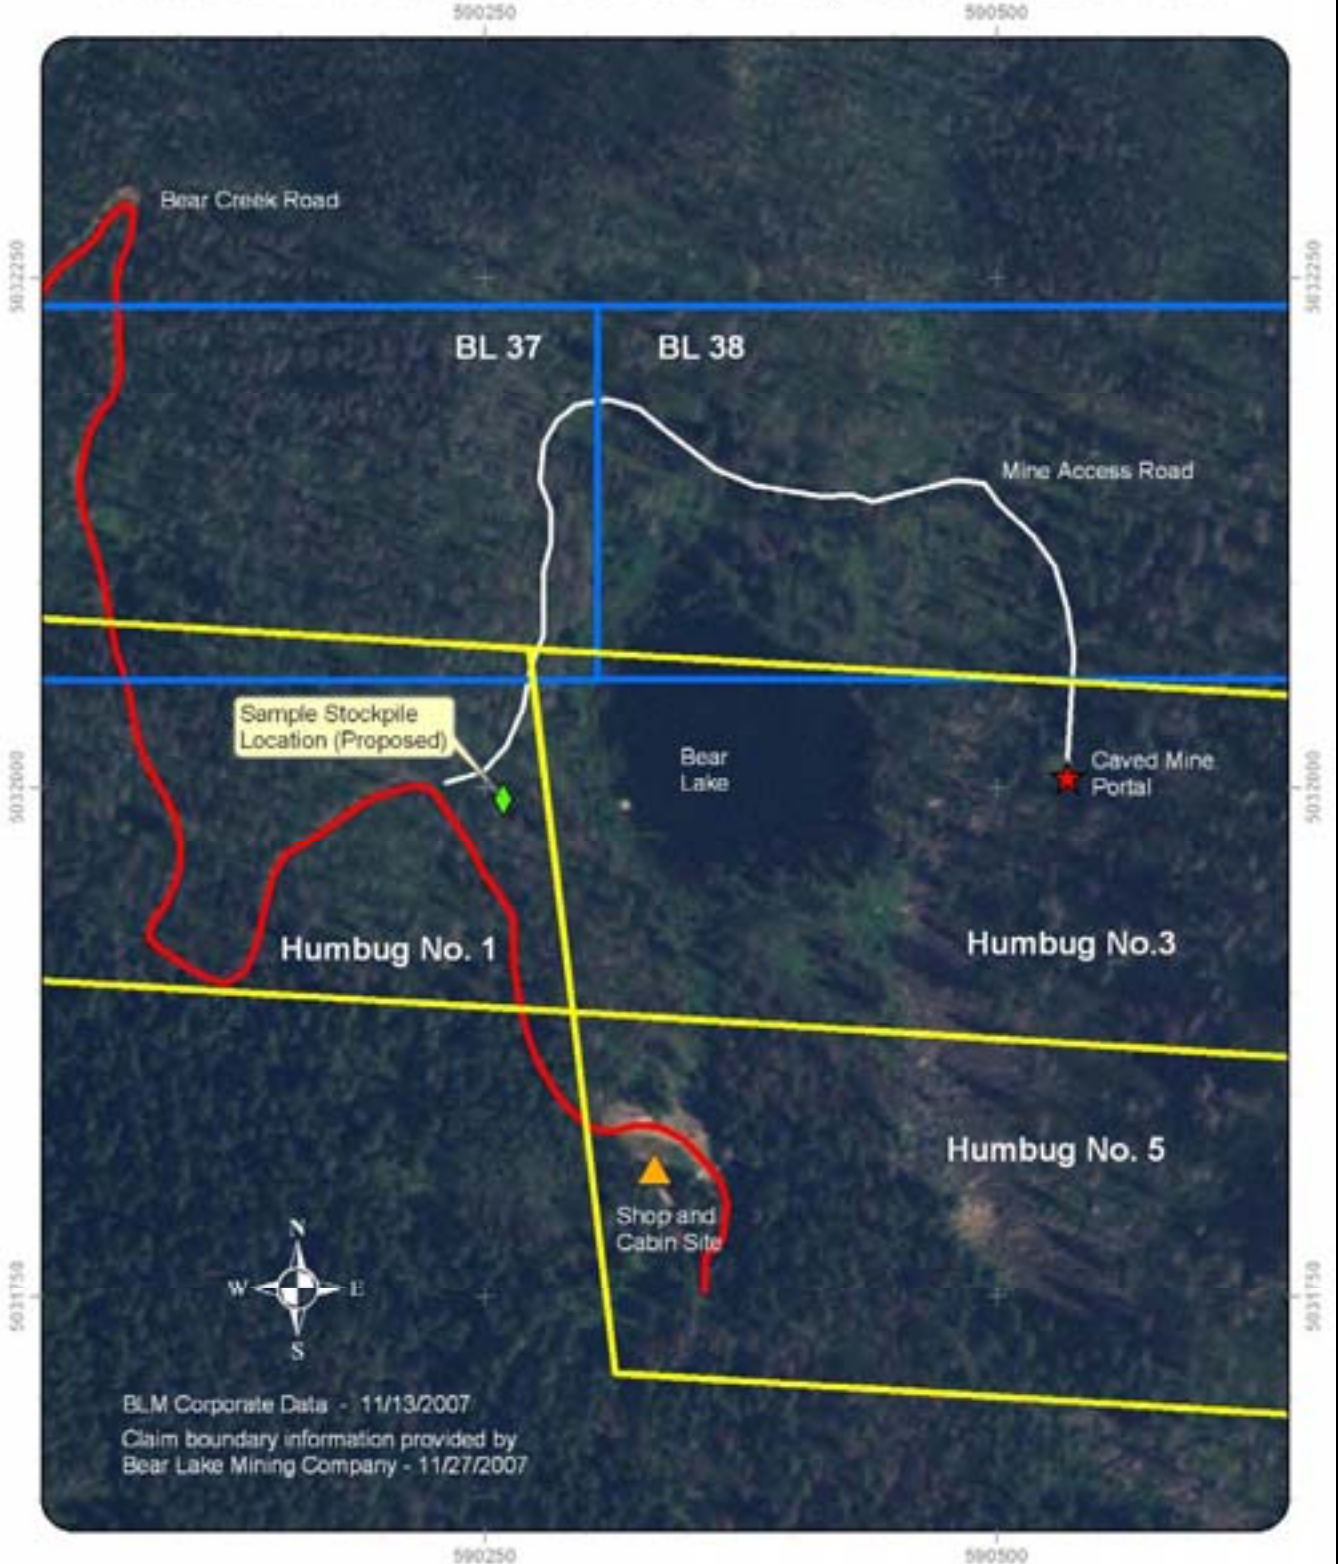 590250
590500
Bear Creek Road
5032250
5032250
BL 37
BL 38
Mine Access Road
Sample Stockpile
Location (Proposed)
Bear
Lake
Caved Mine
Portal
5032000
5032000
Humbug No. 1
Humbug No.3
Humbug No. 5
Shop and
Cabin Site
N
W
E
S
5031750
5031750
BLM Corporate Data - 11/13/2007
Claim boundary information provided by
Bear Lake Mining Company - 11/27/2007
590250
590500